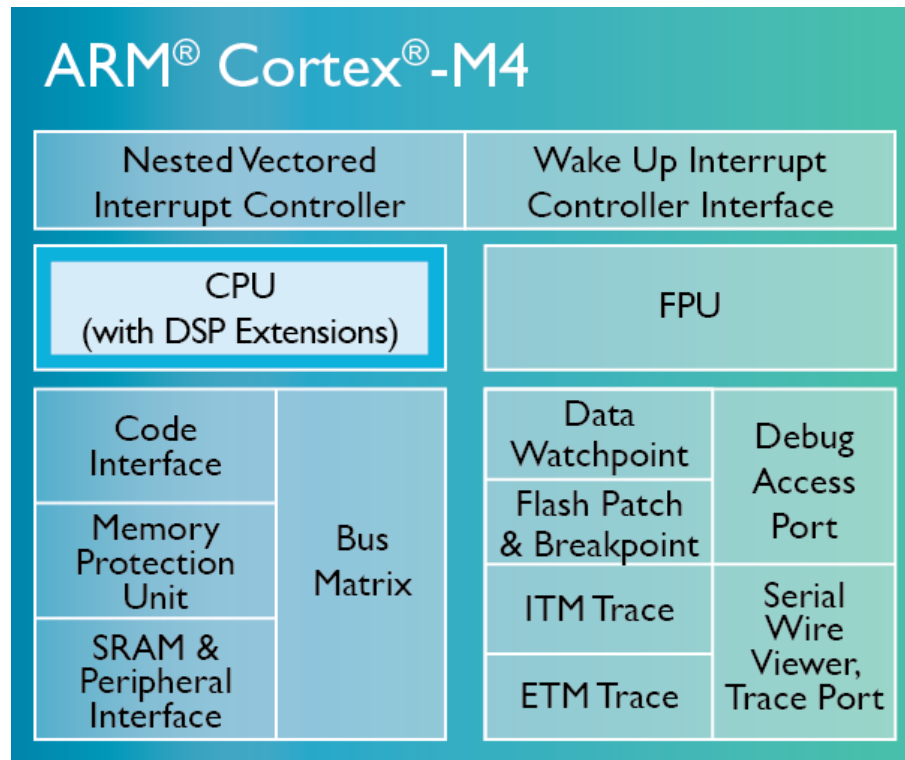 ARM® Cortex®-M4
Nested Vectored
Interrupt Controller
Wake Up Interrupt
Controller Interface
CPU
(with DSP Extensions)
FPU
Code
Interface
Memory
Protection
Unit
SRAM &
Peripheral
Interface
Bus
Matrix
Data
Watchpoint
Flash Patch
& Breakpoint
ITM Trace
ETM Trace
Debug
Access
Port
Serial
Wire
Viewer,
Trace Port